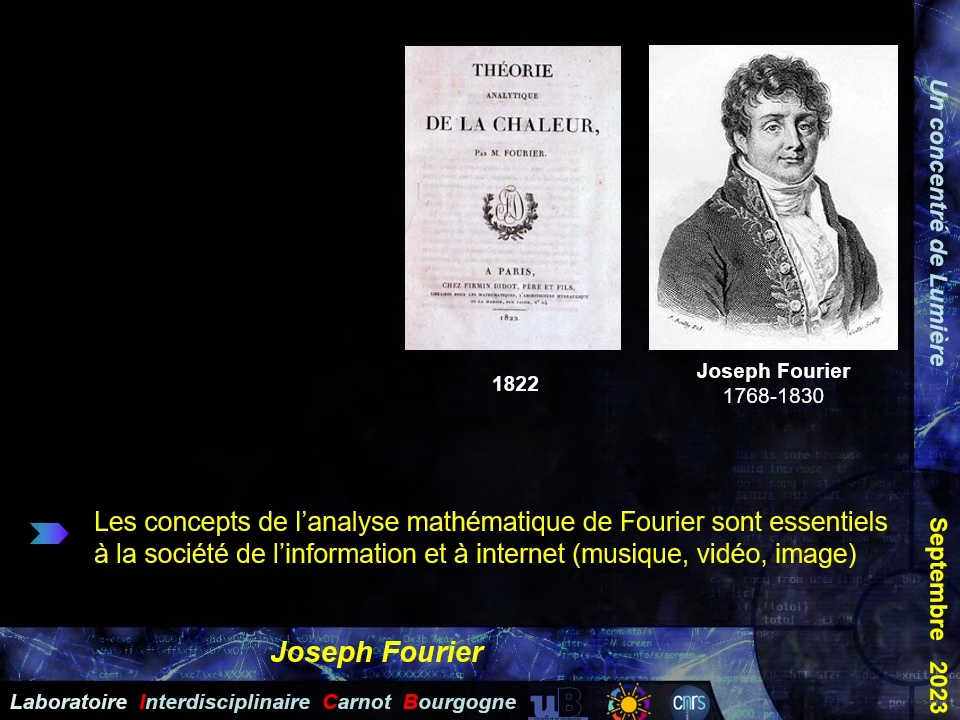 THÉORIE
ANALYTIQUE
DE LA CHALEUR,
PAR M. FOURIER.
A PARIS,
CHEZ FIRMIN DIDOT, PÈRE ET FILS,
1822.
1822
Joseph Fourier
1768-1830
Les concepts de l’analyse mathématique de Fourier sont essentiels
à la société de l’information et à internet (musique, vidéo, image)
Joseph Fourier
Laboratoire Interdisciplinaire Carnot Bourgogne
uB
cnrs
Un concentré de Lumière
Septembre 2023